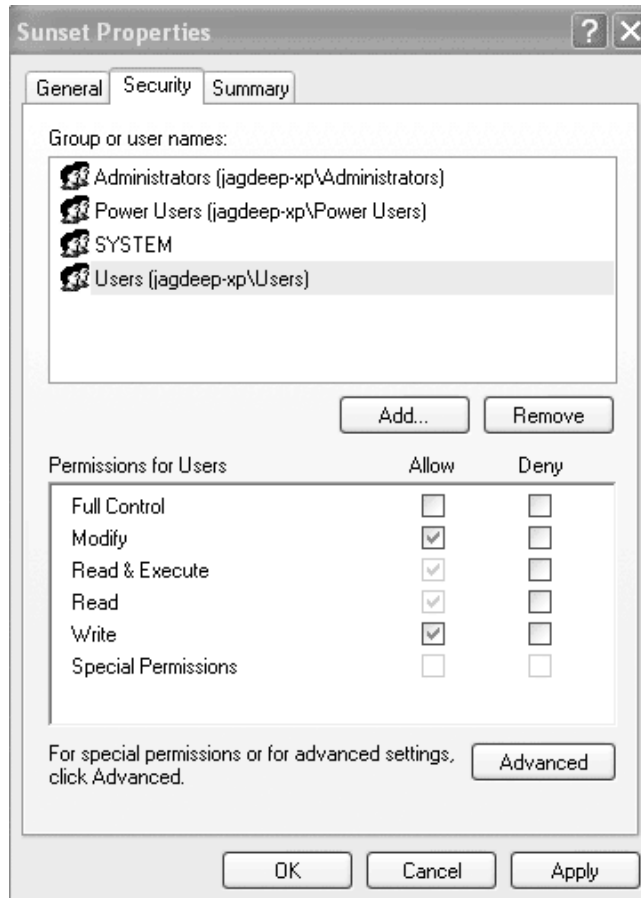 Sunset Properties
General Security Summary
Group or user names:
Administrators (jagdeep-xp\Administrators)
Power Users (jagdeep-xp\Power Users)
SYSTEM
Users (jagdeep-xp\Users)
Add... Remove
Permissions for Users Allow Deny
Full Control
Modify
Read & Execute
Read
Write
Special Permissions
For special permissions or for advanced settings,
click Advanced.
Advanced
OK Cancel Apply